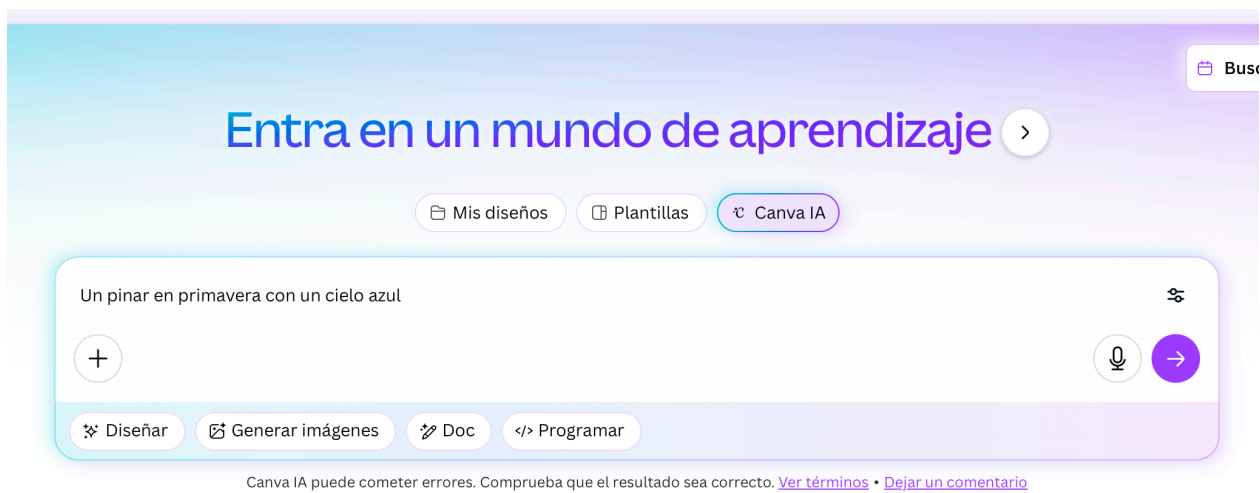 Entra en un mundo de aprendizaje
Mis diseños
Plantillas
Canva IA
Un pinar en primavera con un cielo azul
Diseñar
Generar imágenes
Doc
</> Programar
Canva IA puede cometer errores. Comprueba que el resultado sea correcto. Ver términos • Dejar un comentario